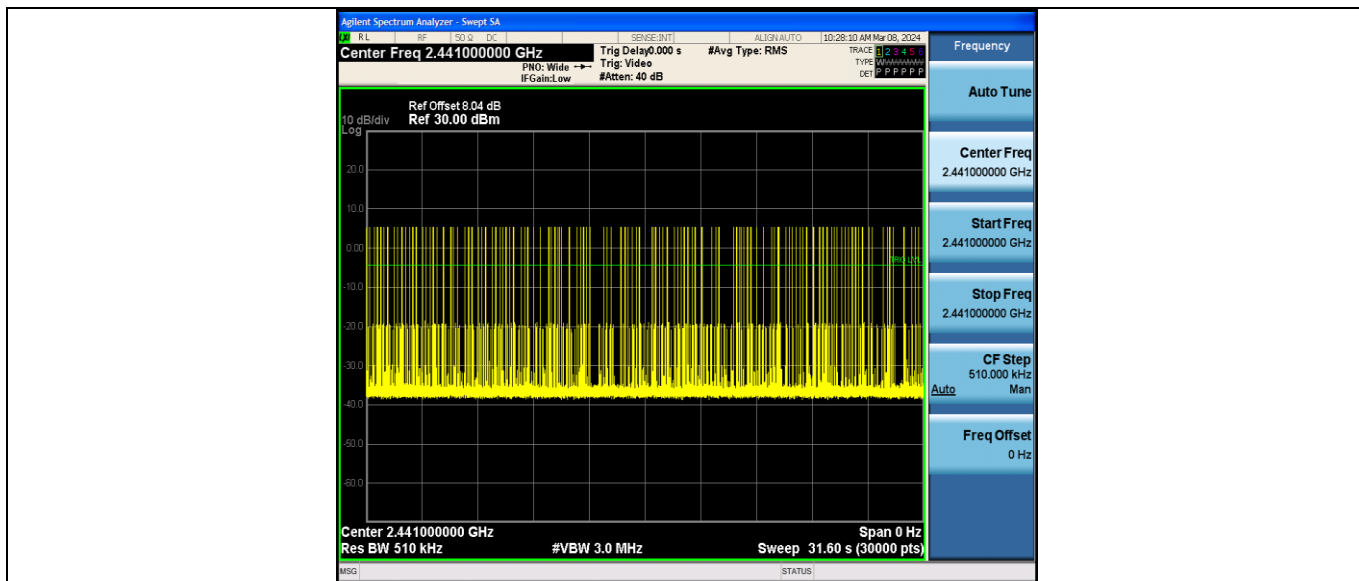 Agilent Spectrum Analyzer - Swept SA
LXI RL RF 50 Ω DC SENSE:INT ALIGN AUTO 10:28:10 AM Mar 08, 2024
Center Freq 2.441000000 GHz
PNO: Wide
IFGain:Low
Trig Delay0.000 s
Trig: Video
#Atten: 40 dB
#Avg Type: RMS
TRACE 1 2 3 4 5 6
TYPE WWWWWW
DET P P P P P P
Ref Offset 8.04 dB
10 dB/div Ref 30.00 dBm
Log
20.0
10.0
0.00
TRIG LVL
-10.0
-20.0
-30.0
-40.0
-50.0
-60.0
Center 2.441000000 GHz Span 0 Hz
Res BW 510 kHz #VBW 3.0 MHz Sweep 31.60 s (30000 pts)
MSG STATUS
Frequency
Auto Tune
Center Freq
2.441000000 GHz
Start Freq
2.441000000 GHz
Stop Freq
2.441000000 GHz
CF Step
510.000 kHz
Auto Man
Freq Offset
0 Hz